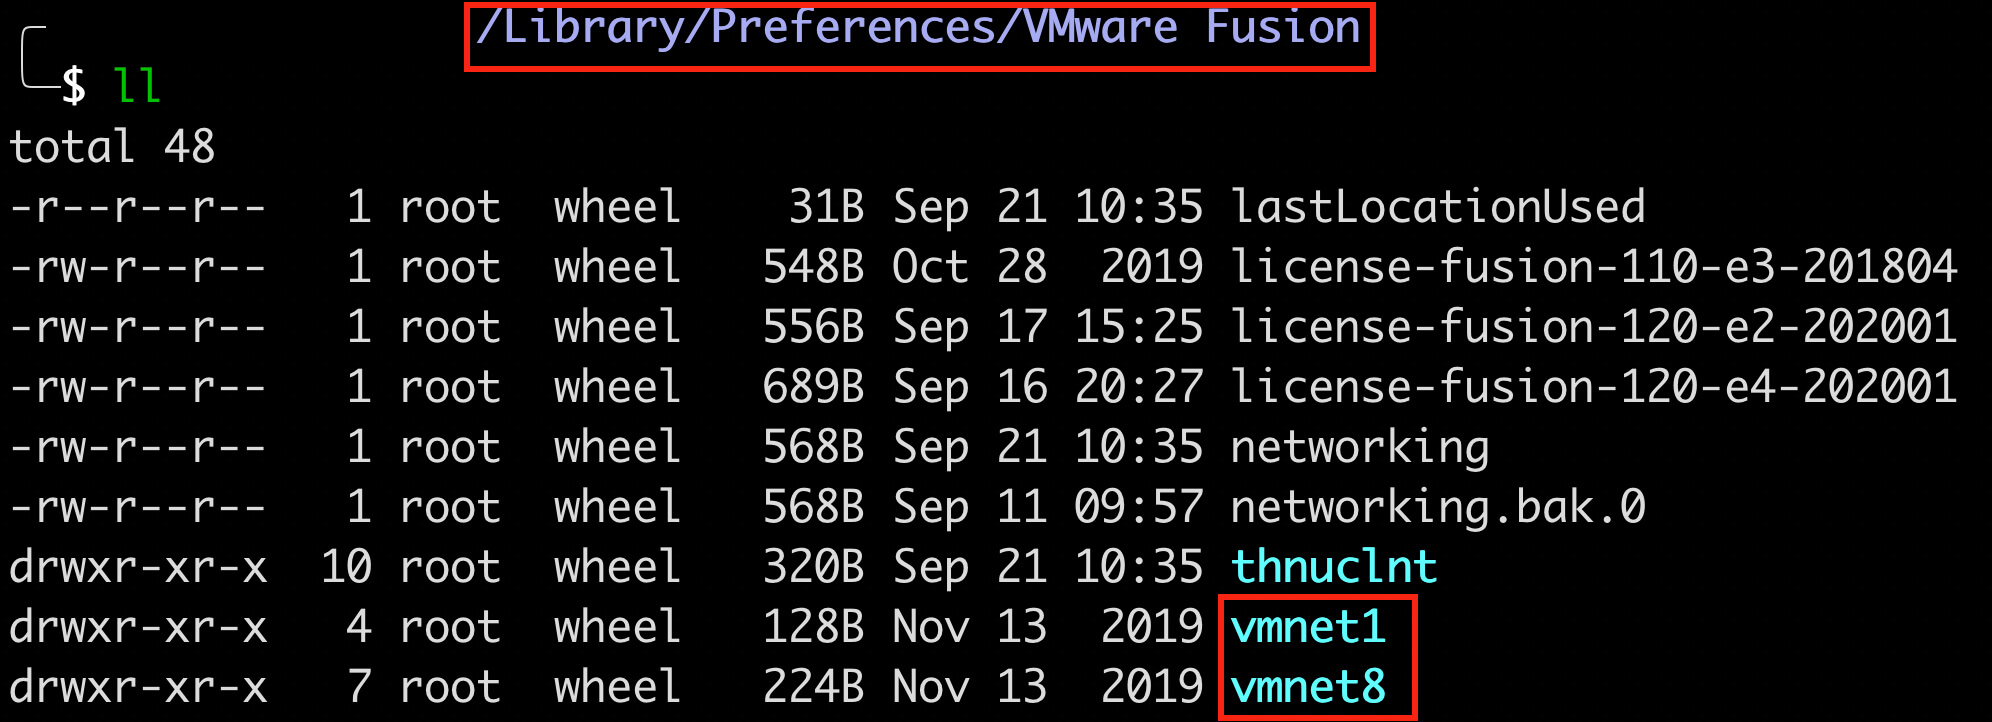 /Library/Preferences/VMware Fusion
$ ll
total 48
-r--r--r--   1 root  wheel    31B Sep 21 10:35 lastLocationUsed
-rw-r--r--   1 root  wheel   548B Oct 28  2019 license-fusion-110-e3-201804
-rw-r--r--   1 root  wheel   556B Sep 17 15:25 license-fusion-120-e2-202001
-rw-r--r--   1 root  wheel   689B Sep 16 20:27 license-fusion-120-e4-202001
-rw-r--r--   1 root  wheel   568B Sep 21 10:35 networking
-rw-r--r--   1 root  wheel   568B Sep 11 09:57 networking.bak.0
drwxr-xr-x  10 root  wheel   320B Sep 21 10:35 thnuclnt
drwxr-xr-x   4 root  wheel   128B Nov 13  2019 vmnet1
drwxr-xr-x   7 root  wheel   224B Nov 13  2019 vmnet8